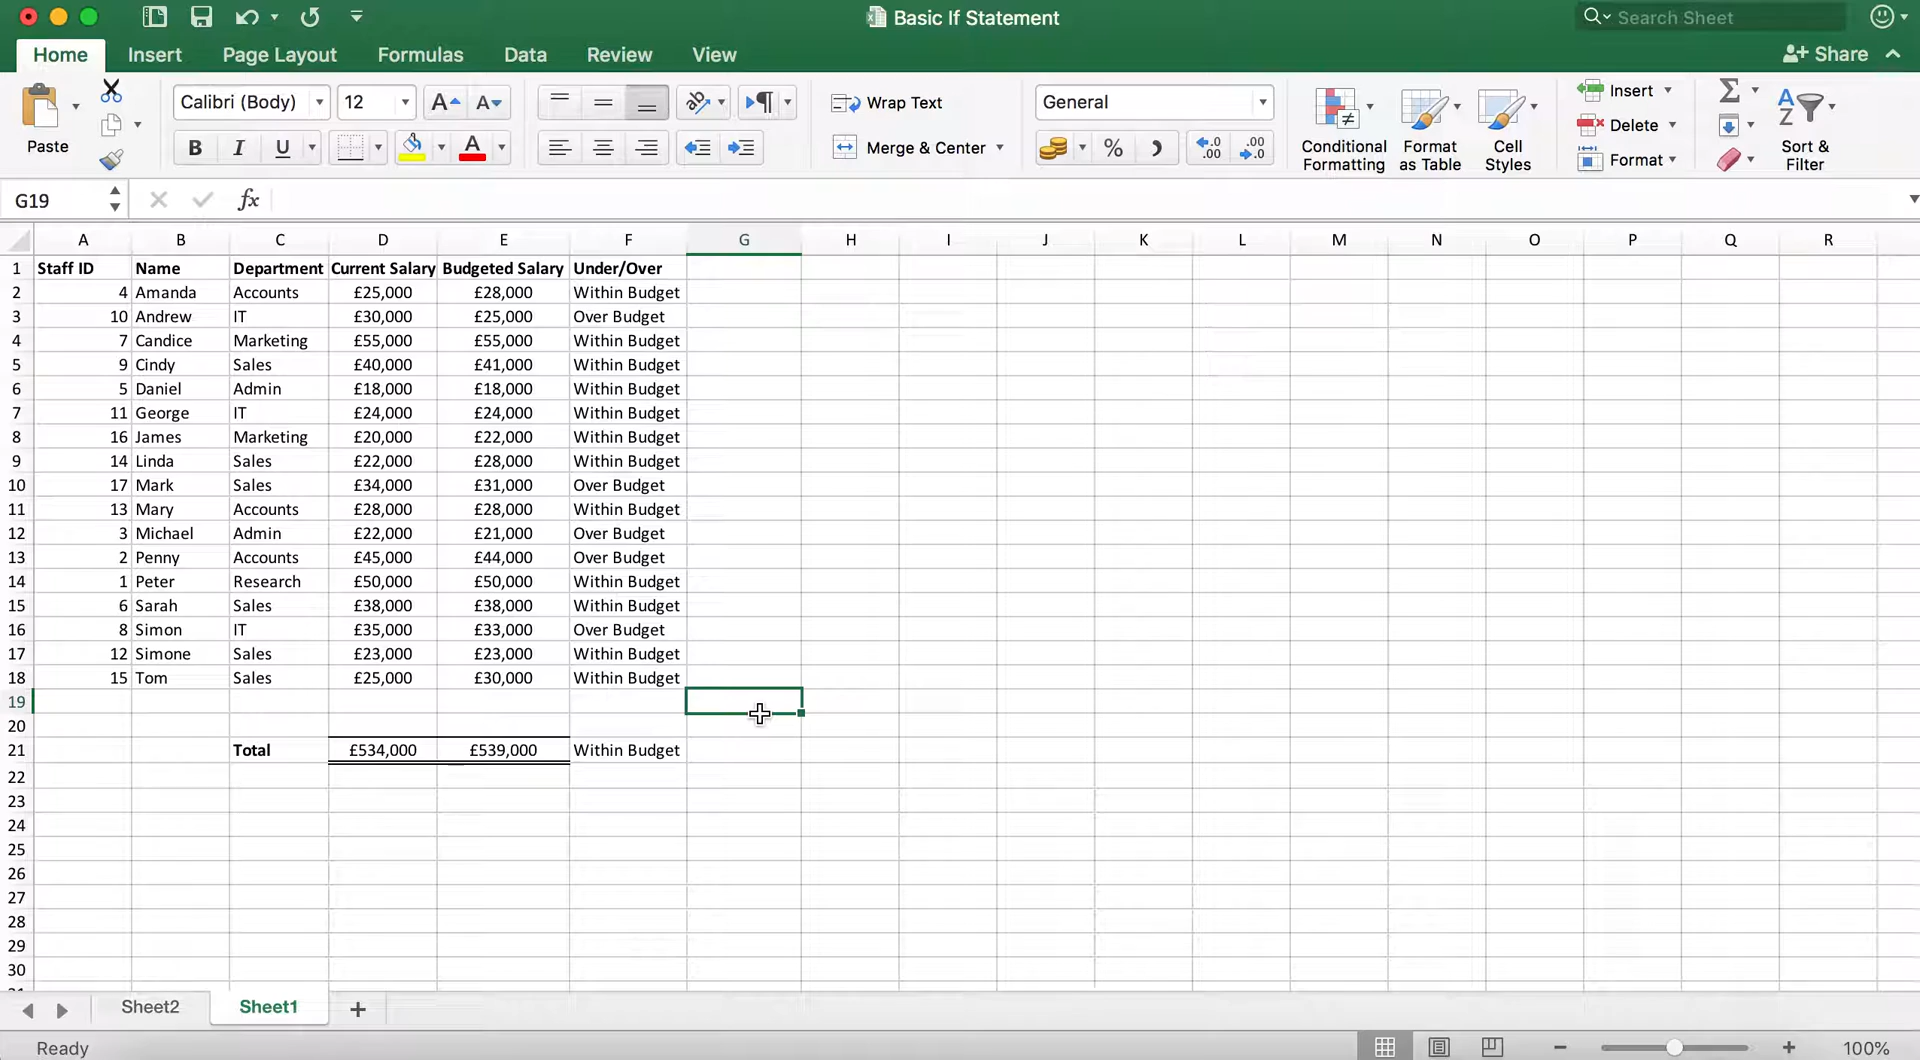 Basic If Statement
Search Sheet
Home Insert Page Layout Formulas Data Review View
Share
Paste
Calibri (Body) 12 A A
B I U A
ab
Wrap Text
Merge & Center
General
%
.0 .00
.00 .0
Conditional Formatting
Format as Table
Cell Styles
Insert
Delete
Format
Σ
A Z
Sort & Filter
G19 fx
A B C D E F G H I J K L M N O P Q R
1 Staff ID Name Department Current Salary Budgeted Salary Under/Over
2 4 Amanda Accounts £25,000 £28,000 Within Budget
3 10 Andrew IT £30,000 £25,000 Over Budget
4 7 Candice Marketing £55,000 £55,000 Within Budget
5 9 Cindy Sales £40,000 £41,000 Within Budget
6 5 Daniel Admin £18,000 £18,000 Within Budget
7 11 George IT £24,000 £24,000 Within Budget
8 16 James Marketing £20,000 £22,000 Within Budget
9 14 Linda Sales £22,000 £28,000 Within Budget
10 17 Mark Sales £34,000 £31,000 Over Budget
11 13 Mary Accounts £28,000 £28,000 Within Budget
12 3 Michael Admin £22,000 £21,000 Over Budget
13 2 Penny Accounts £45,000 £44,000 Over Budget
14 1 Peter Research £50,000 £50,000 Within Budget
15 6 Sarah Sales £38,000 £38,000 Within Budget
16 8 Simon IT £35,000 £33,000 Over Budget
17 12 Simone Sales £23,000 £23,000 Within Budget
18 15 Tom Sales £25,000 £30,000 Within Budget
19
20
21 Total £534,000 £539,000 Within Budget
22
23
24
25
26
27
28
29
30
Sheet2 Sheet1
Ready
100%